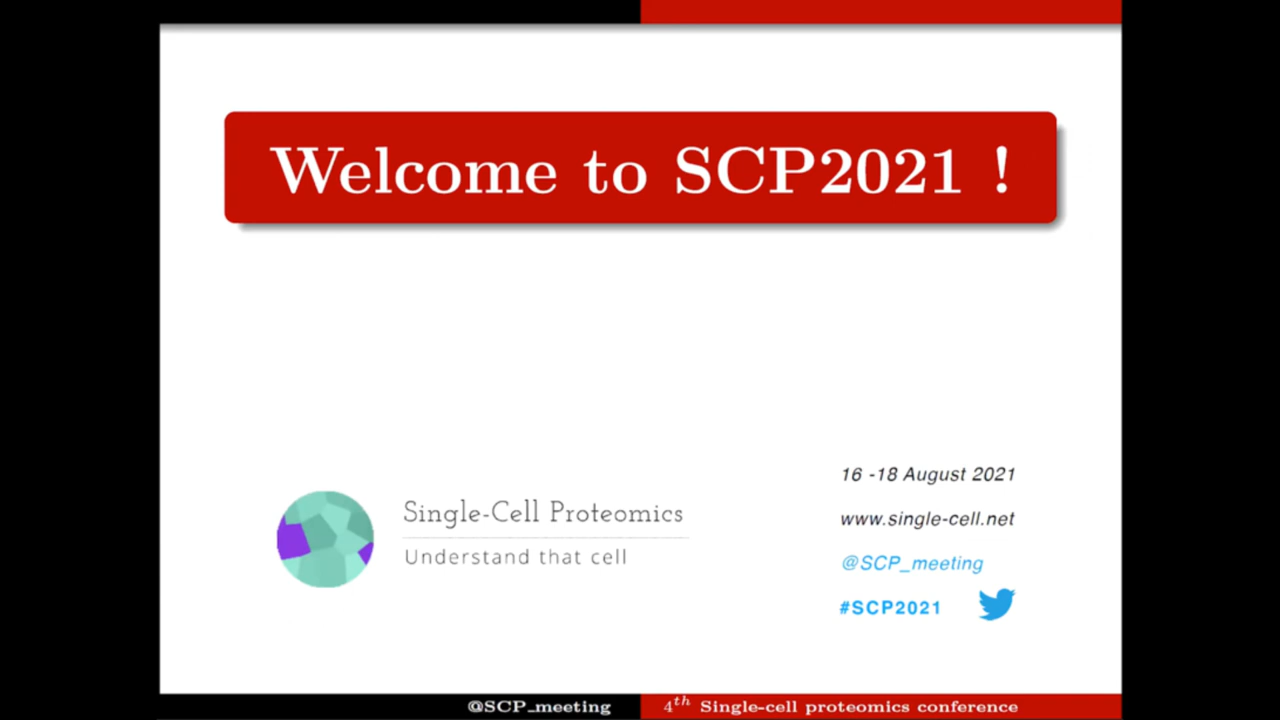 Welcome to SCP2021 !
Single-Cell Proteomics
Understand that cell
16 -18 August 2021
www.single-cell.net
@SCP_meeting
#SCP2021
@SCP_meeting
4th Single-cell proteomics conference